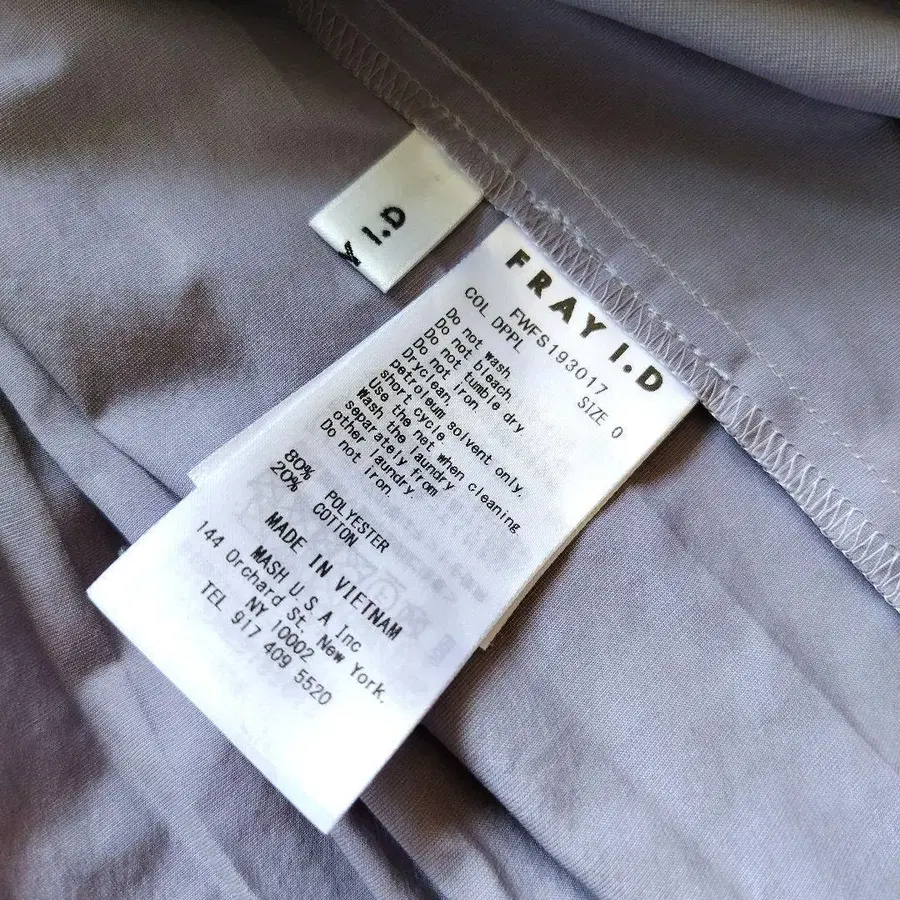 Y I.D
FRAY I.D
FWFS193017
COL DPPL SIZE 0
Do not wash.
Do not bleach.
Do not tumble dry.
Do not iron
Dryclean,
petroleum solvent only.
short cycle
Use the net when cleaning
Wash the laundry
separately from
other laundry.
Do not iron.
80% POLYESTER
20% COTTON
MADE IN VIETNAM
MASH U.S.A Inc
144 Orchard St. New York.
NY 10002
TEL 917 409 5520